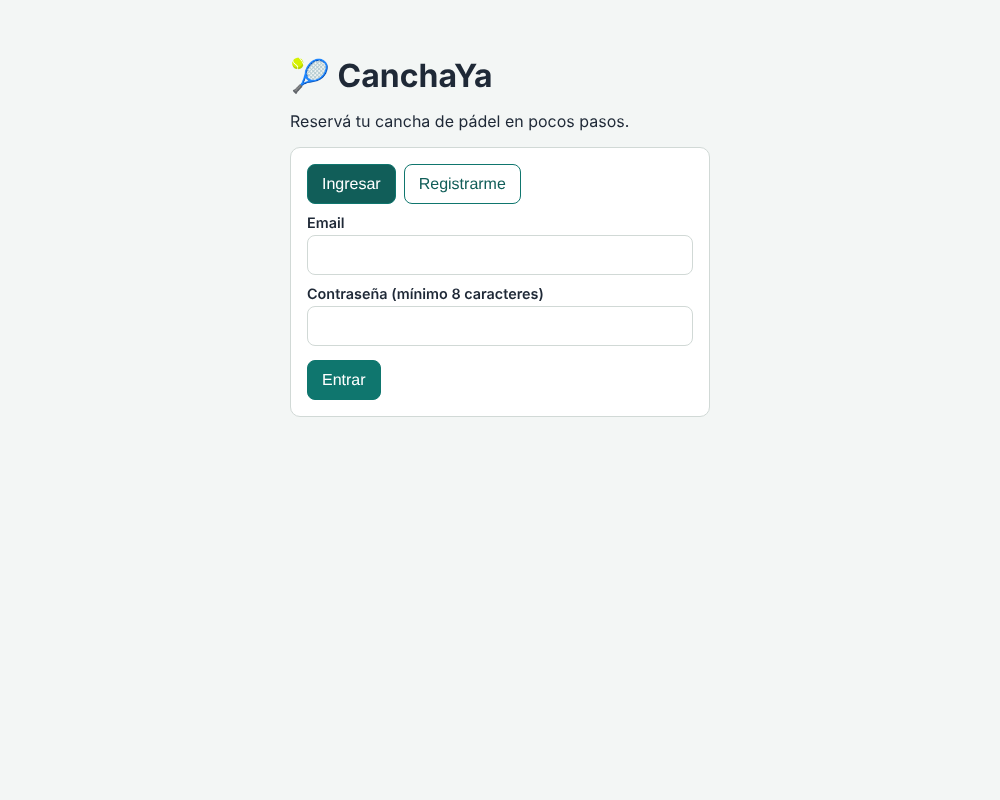 CanchaYa
Reservá tu cancha de pádel en pocos pasos.
Ingresar Registrarme
Email
Contraseña (mínimo 8 caracteres)
Entrar